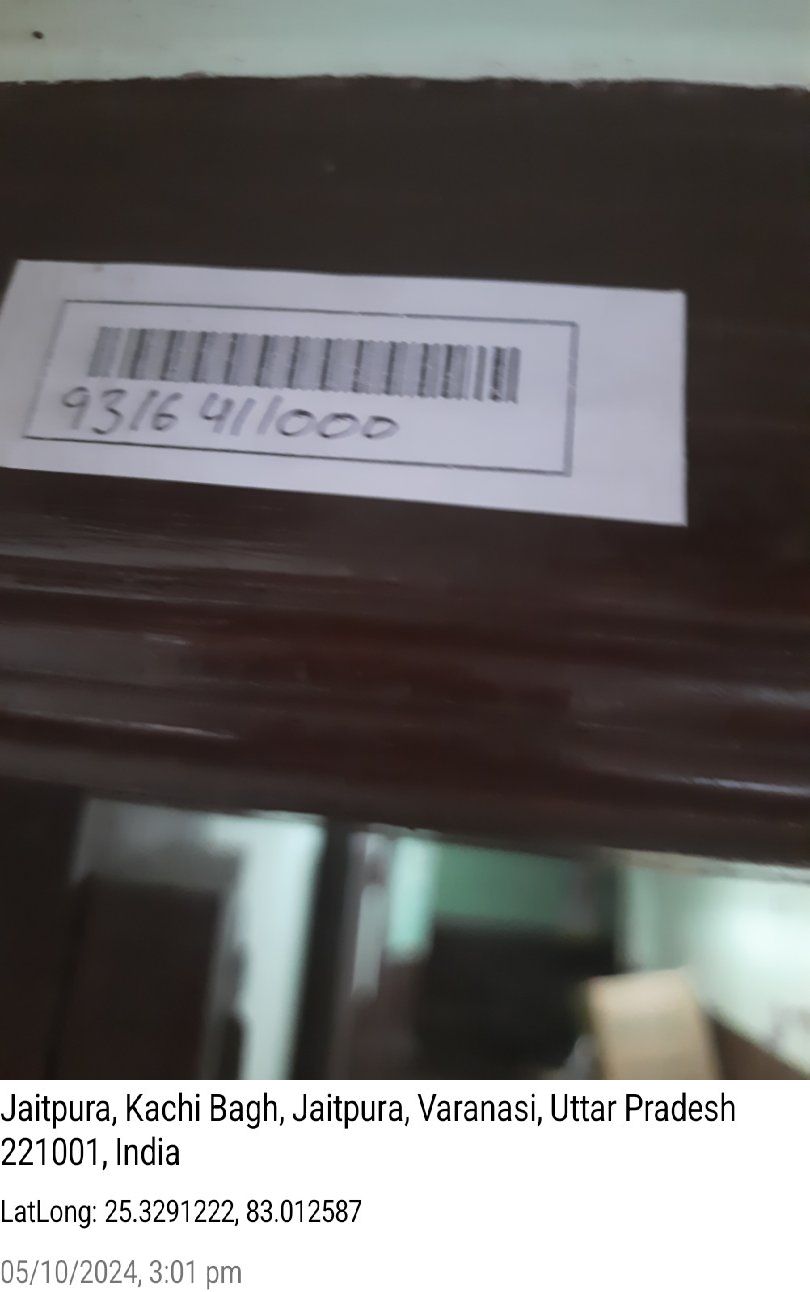 9316411000
Jaitpura, Kachi Bagh, Jaitpura, Varanasi, Uttar Pradesh
221001, India
LatLong: 25.3291222, 83.012587
05/10/2024, 3:01 pm